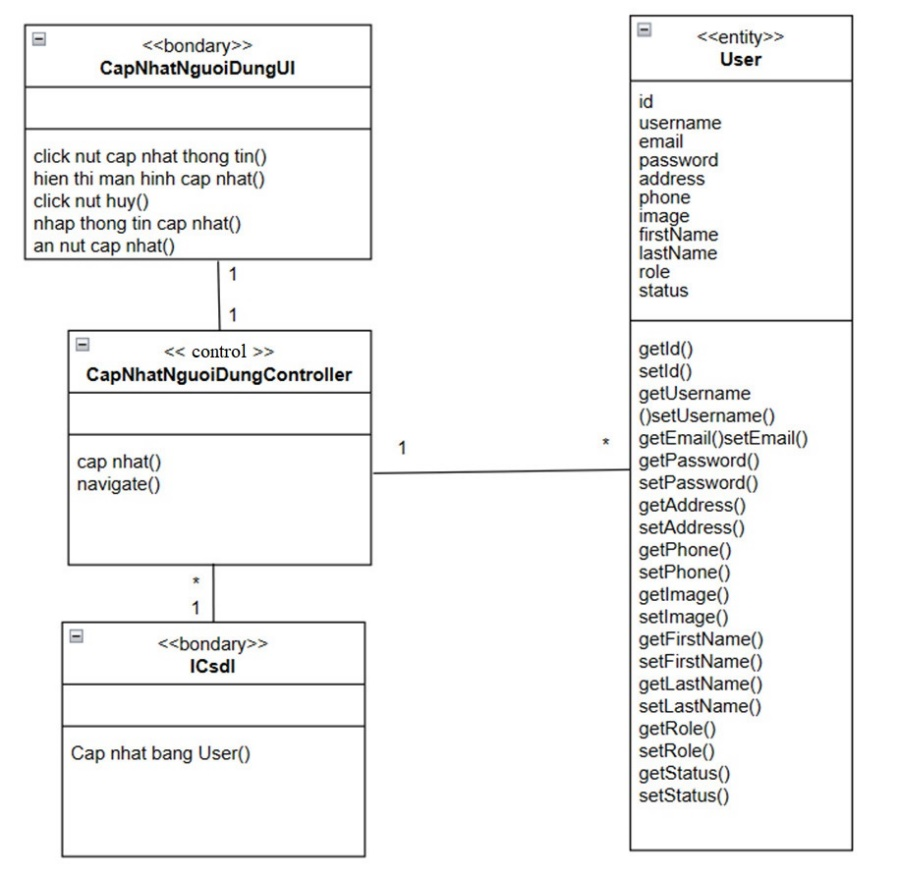 <<bondary>>
CapNhatNguoiDungUI
click nut cap nhat thong tin()
hien thi man hinh cap nhat()
click nut huy()
nhap thong tin cap nhat()
an nut cap nhat()
1
1
<< control >>
CapNhatNguoiDungController
cap nhat()
navigate()
1
*
*
1
<<bondary>>
ICsdl
Cap nhat bang User()
<<entity>>
User
id
username
email
password
address
phone
image
firstName
lastName
role
status
getId()
setId()
getUsername
()setUsername()
getEmail()setEmail()
getPassword()
setPassword()
getAddress()
setAddress()
getPhone()
setPhone()
getImage()
setImage()
getFirstName()
setFirstName()
getLastName()
setLastName()
getRole()
setRole()
getStatus()
setStatus()